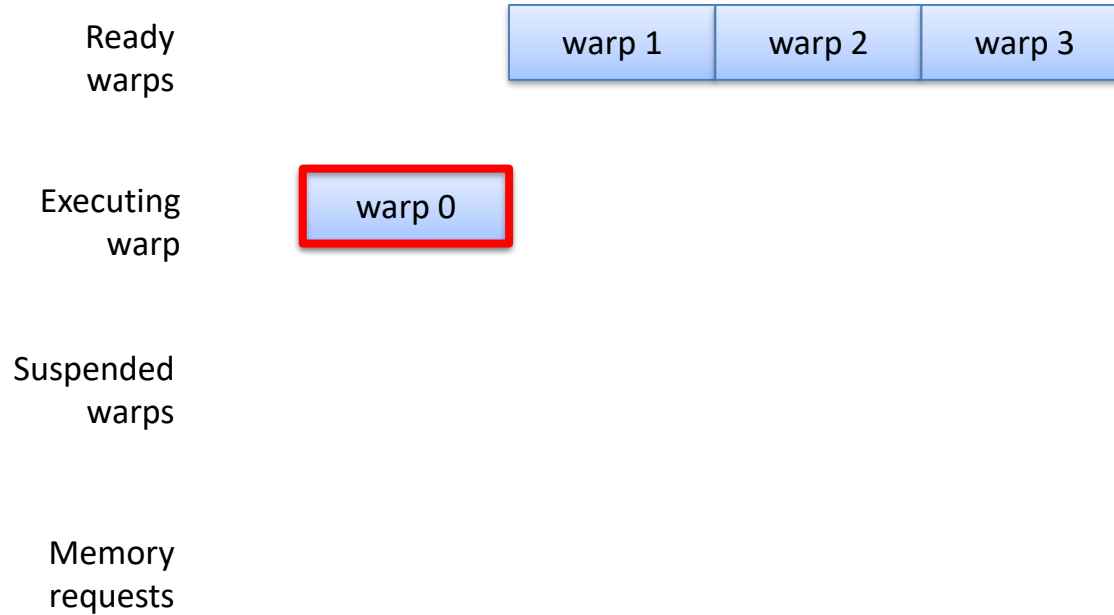 Ready
warps
warp 1
warp 2
warp 3
Executing
warp
warp 0
Suspended
warps
Memory
requests